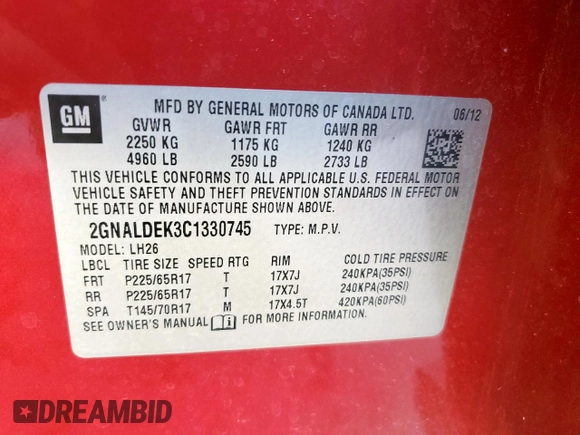 GM ®
MFD BY GENERAL MOTORS OF CANADA LTD. 06/12
GVWR GAWR FRT GAWR RR
2250 KG 1175 KG 1240 KG
4960 LB 2590 LB 2733 LB
THIS VEHICLE CONFORMS TO ALL APPLICABLE U.S. FEDERAL MOTOR
VEHICLE SAFETY AND THEFT PREVENTION STANDARDS IN EFFECT ON
THE DATE OF MANUFACTURE SHOWN ABOVE.
2GNALDEK3C1330745 TYPE: M.P.V.
MODEL: LH26
LBCL TIRE SIZE SPEED RTG RIM COLD TIRE PRESSURE
FRT P225/65R17 T 17X7J 240KPA(35PSI)
RR P225/65R17 T 17X7J 240KPA(35PSI)
SPA T145/70R17 M 17X4.5T 420KPA(60PSI)
SEE OWNER'S MANUAL i FOR MORE INFORMATION.
DREAMBID